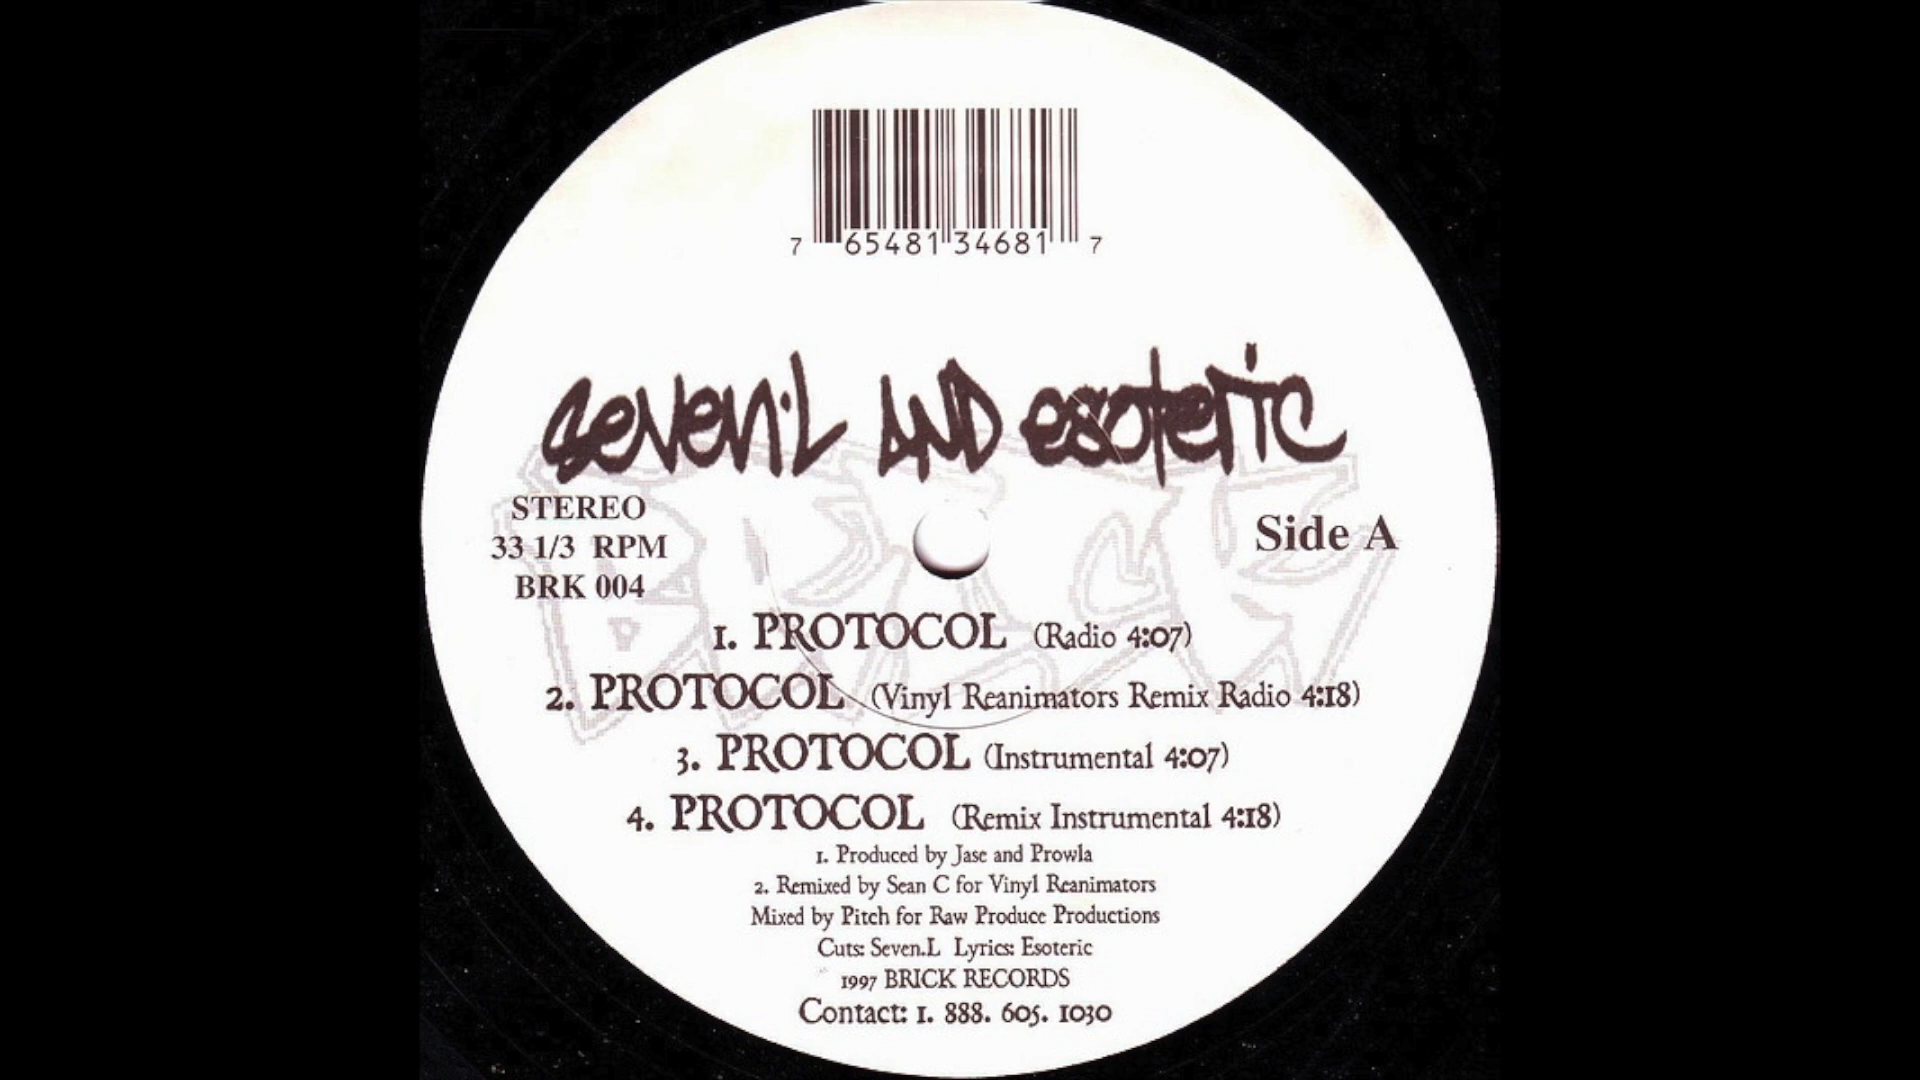 7 65481 34681 7
Seven.L AND esoteric
BRICK
STEREO
33 1/3 RPM
BRK 004
Side A
1. PROTOCOL (Radio 4:07)
2. PROTOCOL (Vinyl Reanimators Remix Radio 4:18)
3. PROTOCOL (Instrumental 4:07)
4. PROTOCOL (Remix Instrumental 4:18)
1. Produced by Jase and Prowla
2. Remixed by Sean C for Vinyl Reanimators
Mixed by Pitch for Raw Produce Productions
Cuts: Seven.L Lyrics: Esoteric
1997 BRICK RECORDS
Contact: 1. 888. 605. 1030